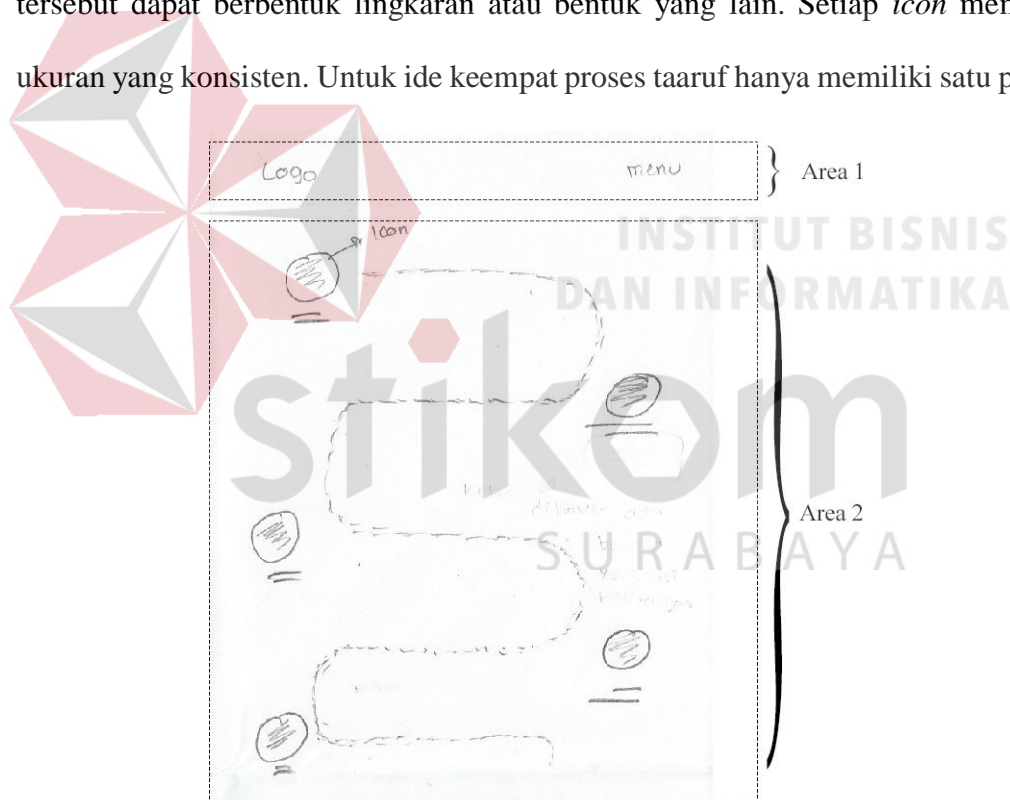 tersebut dapat berbentuk lingkaran atau bentuk yang lain. Setiap icon mem
ukuran yang konsisten. Untuk ide keempat proses taaruf hanya memiliki satu p
Logo
menu
Area 1
Icon
INSTITUT BISNIS
DAN INFORMATIKA
stikom
SURABAYA
Area 2